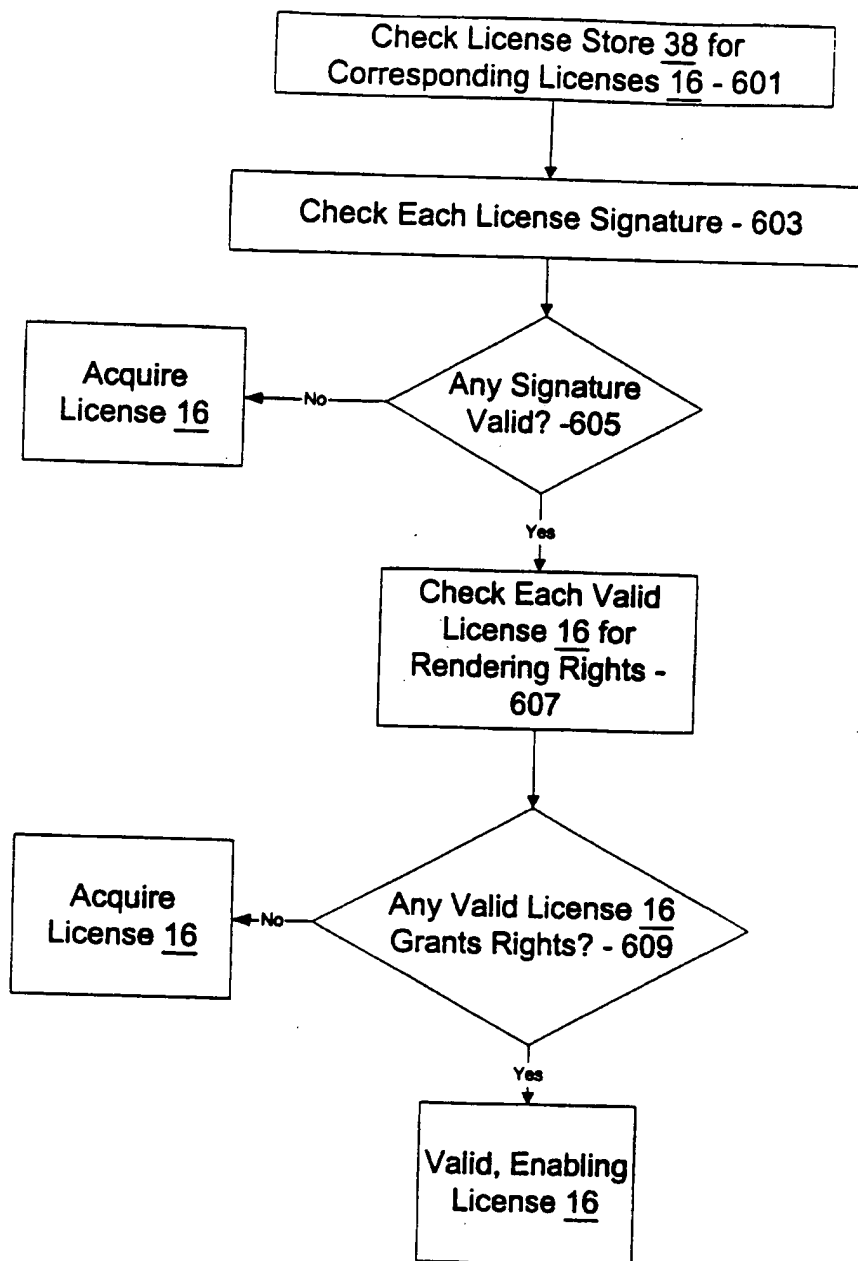 Check License Store 38 for
Corresponding Licenses 16 - 601
Check Each License Signature - 603
Acquire
License 16
No
Any Signature
Valid? -605
Yes
Check Each Valid
License 16 for
Rendering Rights -
607
Acquire
License 16
No
Any Valid License 16
Grants Rights? - 609
Yes
Valid, Enabling
License 16